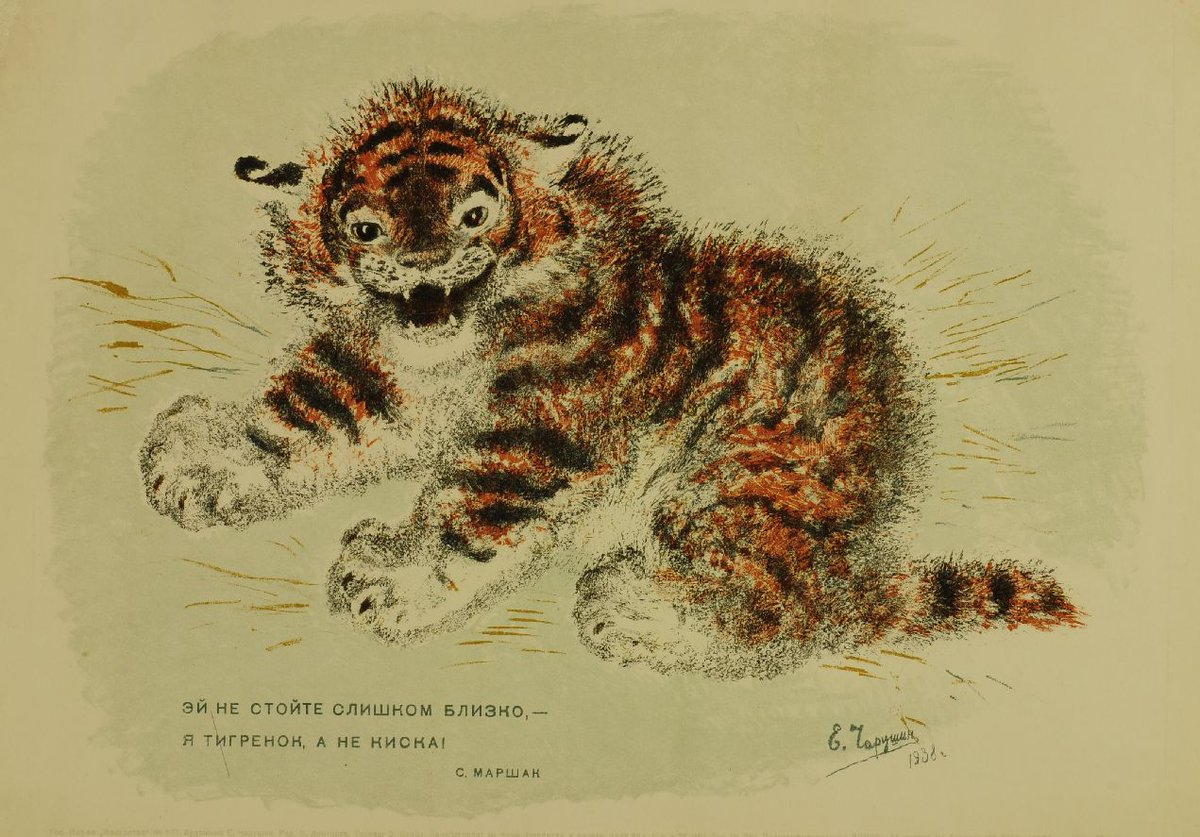 ЭЙ, НЕ СТОЙТЕ СЛИШКОМ БЛИЗКО,—
Я ТИГРЕНОК, А НЕ КИСКА!
С. МАРШАК
Е. Чарушин
1938 г.